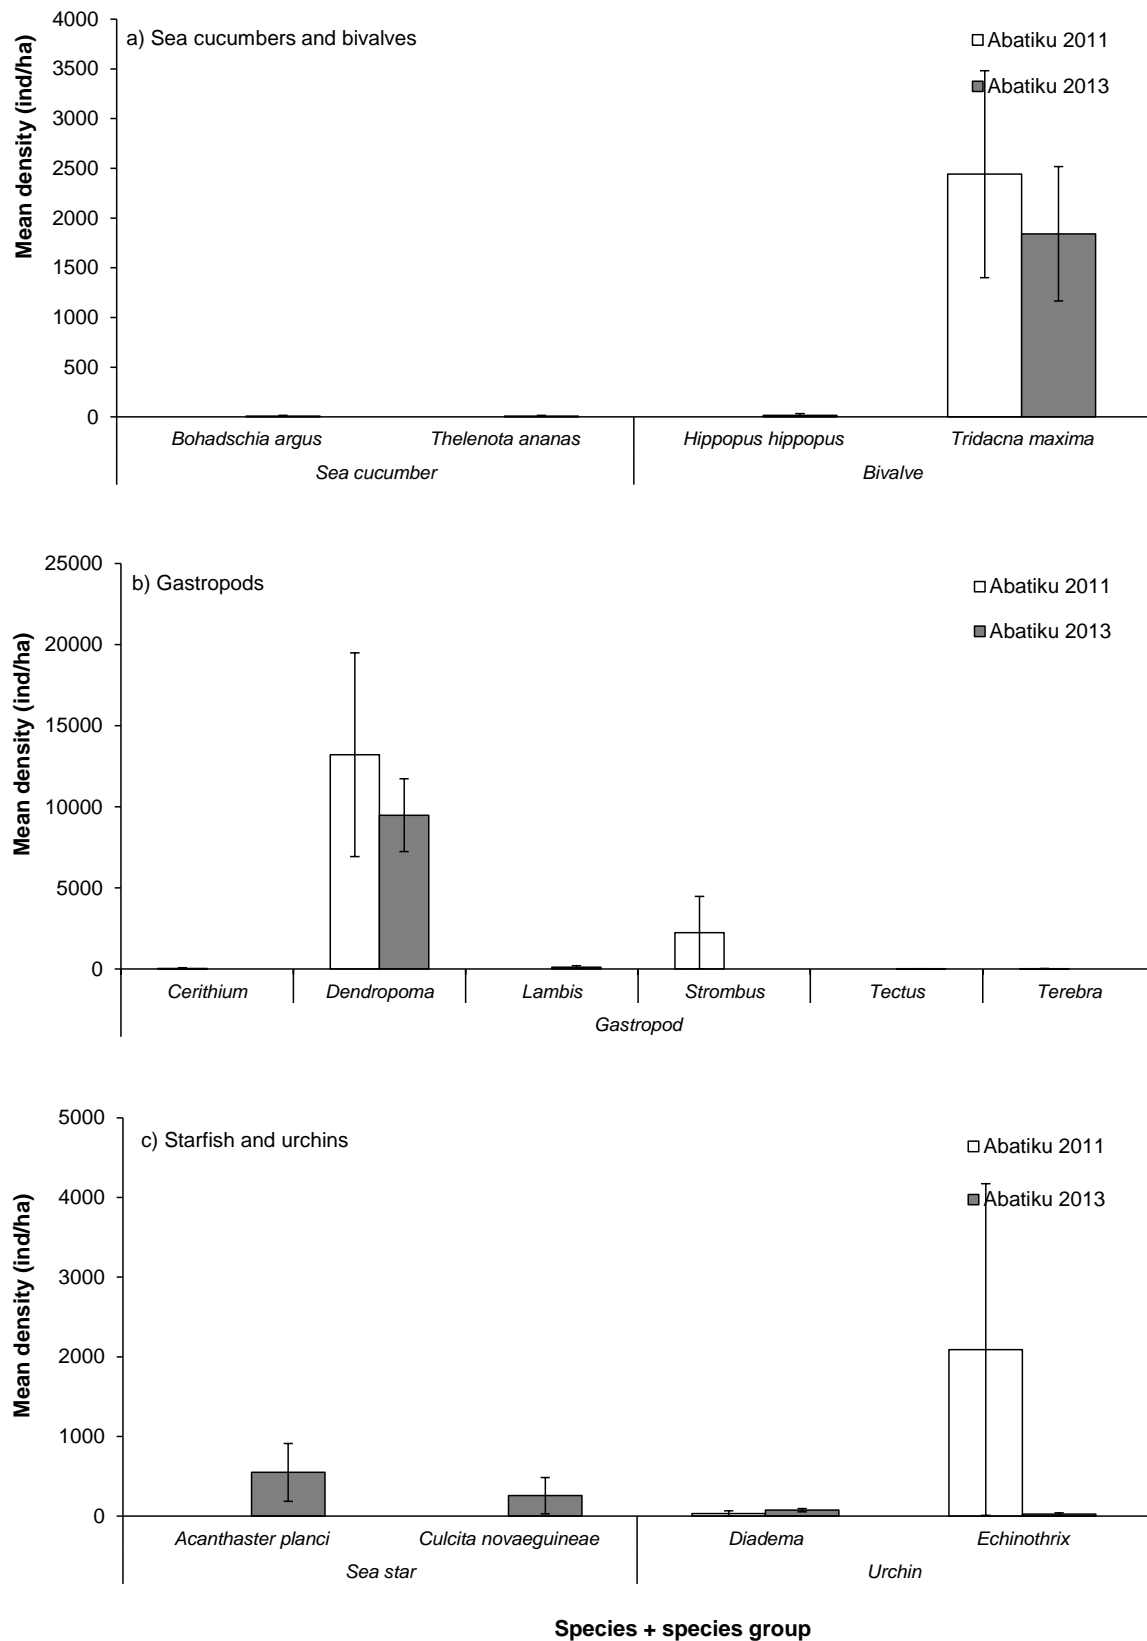 4000
a) Sea cucumbers and bivalves
Abatiku 2011
3500
Abatiku 2013
3000
2500
2000
1500
1000
500
0
Mean density (ind/ha)
Bohadschia argus Thelenota ananas Hippopus hippopus Tridacna maxima
Sea cucumber Bivalve
25000
b) Gastropods
Abatiku 2011
20000
Abatiku 2013
15000
10000
5000
0
Mean density (ind/ha)
Cerithium Dendropoma Lambis Strombus Tectus Terebra
Gastropod
5000
c) Starfish and urchins
Abatiku 2011
4000
Abatiku 2013
3000
2000
1000
0
Mean density (ind/ha)
Acanthaster planci Culcita novaeguineae Diadema Echinothrix
Sea star Urchin
Species + species group